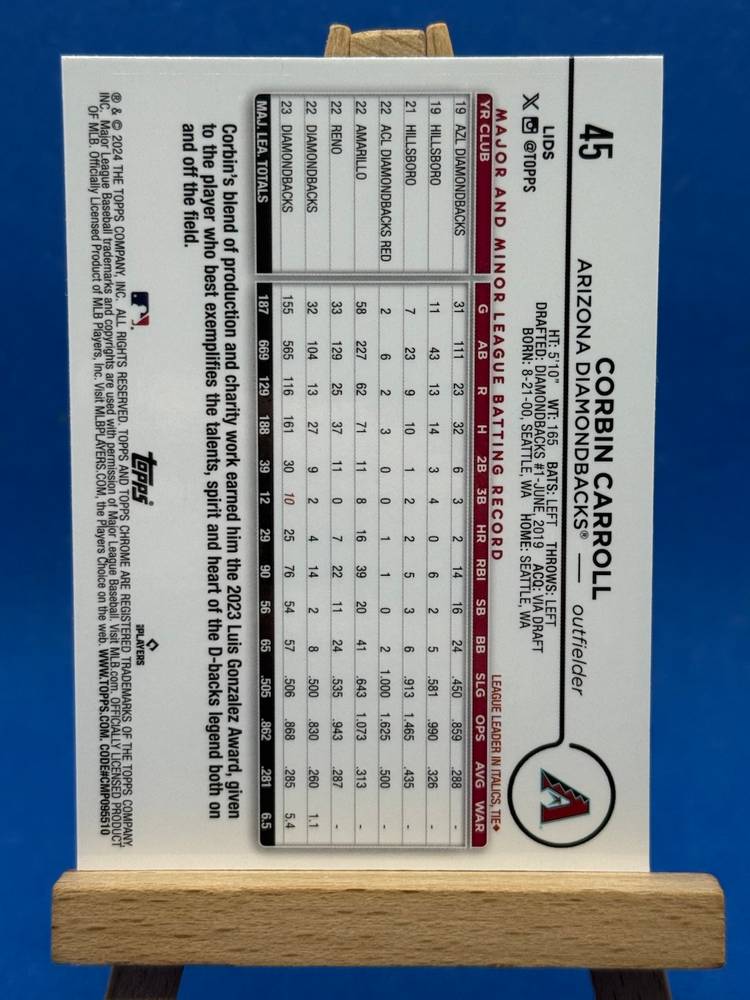 45
CORBIN CARROLL
ARIZONA DIAMONDBACKS® — outfielder
LIDS
@TOPPS
HT: 5'10" WT: 165 BATS: LEFT THROWS: LEFT
DRAFTED: DIAMONDBACKS #1-JUNE, 2019 ACQ: VIA DRAFT
BORN: 8-21-00, SEATTLE, WA HOME: SEATTLE, WA
MAJOR AND MINOR LEAGUE BATTING RECORD LEAGUE LEADER IN ITALICS, TIE♦
YR CLUB G AB R H 2B 3B HR RBI SB BB SLG OPS AVG WAR
19 AZL DIAMONDBACKS 31 111 23 32 6 3 2 14 16 24 .450 .859 .288 -
19 HILLSBORO 11 43 13 14 3 4 0 6 2 5 .581 .990 .326 -
21 HILLSBORO 7 23 9 10 1 2 2 5 3 6 .913 1.465 .435 -
22 ACL DIAMONDBACKS RED 2 6 2 3 0 0 1 1 0 2 1.000 1.625 .500 -
22 AMARILLO 58 227 62 71 11 8 16 39 20 41 .643 1.073 .313 -
22 RENO 33 129 25 37 11 0 7 22 11 24 .535 .943 .287 -
22 DIAMONDBACKS 32 104 13 27 9 2 4 14 2 8 .500 .830 .260 1.1
23 DIAMONDBACKS 155 565 116 161 30 10 25 76 54 57 .506 .868 .285 5.4
MAJ. LEA. TOTALS 187 669 129 188 39 12 29 90 56 65 .505 .862 .281 6.5
Corbin's blend of production and charity work earned him the 2023 Luis Gonzalez Award, given
to the player who best exemplifies the talents, spirit and heart of the D-backs legend both on
and off the field.
topps
PLAYERS
® & © 2024 THE TOPPS COMPANY, INC. ALL RIGHTS RESERVED. TOPPS AND TOPPS CHROME ARE REGISTERED TRADEMARKS OF THE TOPPS COMPANY,
INC. Major League Baseball trademarks and copyrights are used with permission of Major League Baseball. Visit MLB.com. OFFICIALLY LICENSED PRODUCT
OF MLB. Officially Licensed Product of MLB Players, Inc. Visit MLBPLAYERS.COM, the Players Choice on the web. WWW.TOPPS.COM. CODE#CMP095510